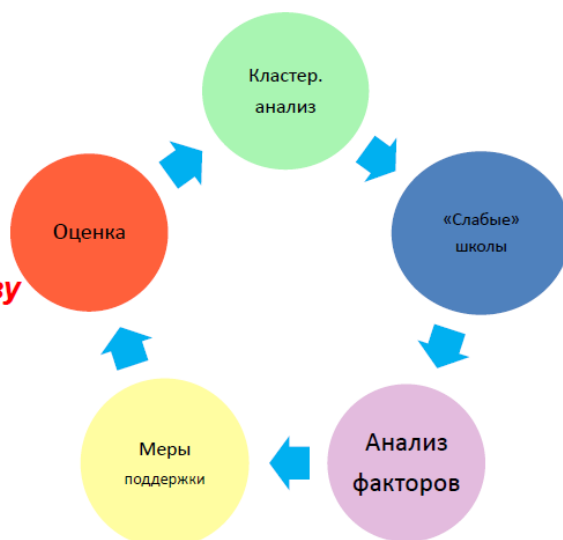 Кластер.
анализ
«Слабые»
школы
Анализ
факторов
Меры
поддержки
Оценка